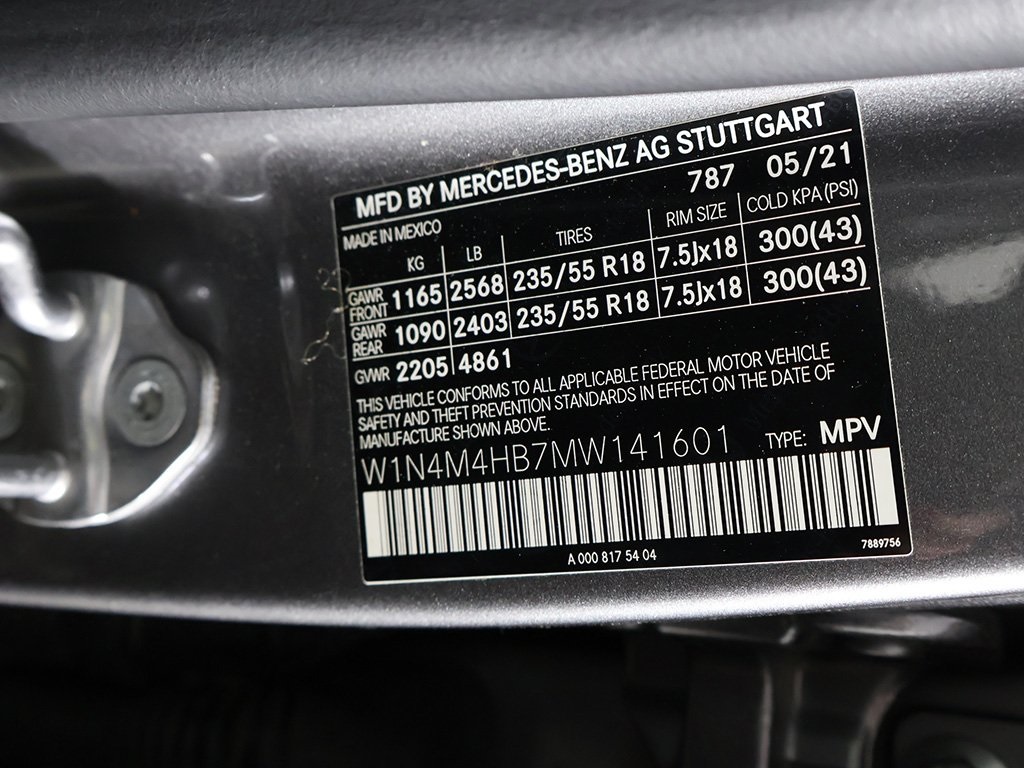 MFD BY MERCEDES-BENZ AG STUTTGART
MADE IN MEXICO 787 05/21
KG LB TIRES RIM SIZE COLD KPA (PSI)
GAWR FRONT 1165 2568 235/55 R18 7.5Jx18 300(43)
GAWR REAR 1090 2403 235/55 R18 7.5Jx18 300(43)
GVWR 2205 4861
THIS VEHICLE CONFORMS TO ALL APPLICABLE FEDERAL MOTOR VEHICLE
SAFETY AND THEFT PREVENTION STANDARDS IN EFFECT ON THE DATE OF
MANUFACTURE SHOWN ABOVE.
W1N4M4HB7MW141601 TYPE: MPV
A 000 817 54 04 7889756